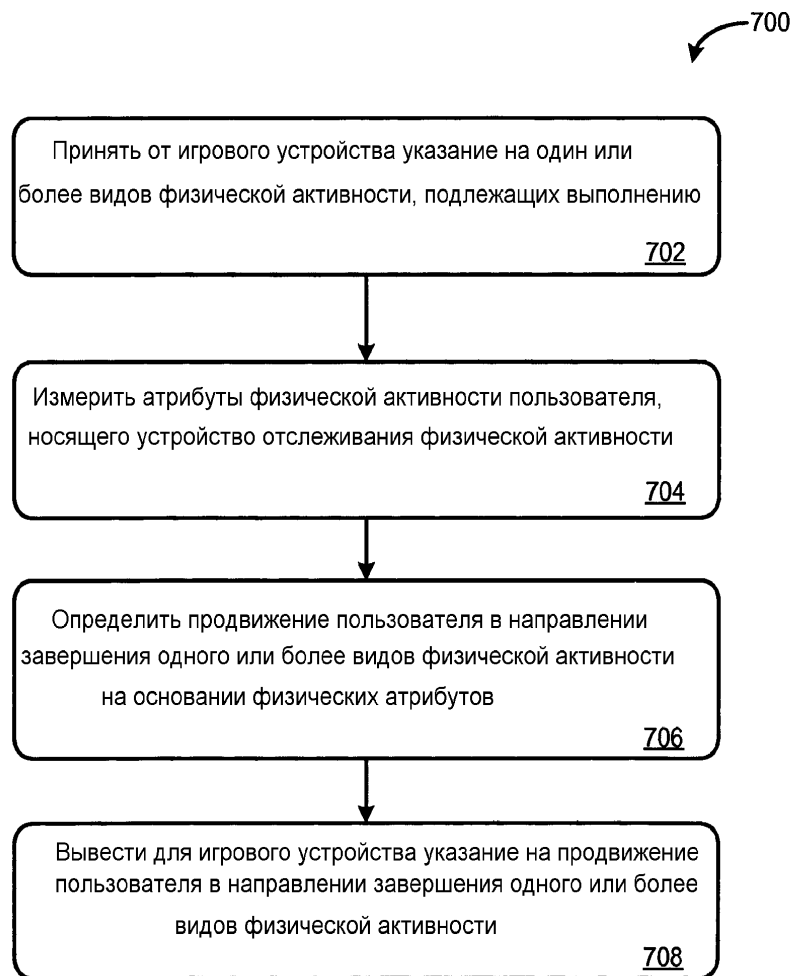 700
Принять от игрового устройства указание на один или
более видов физической активности, подлежащих выполнению
702
Измерить атрибуты физической активности пользователя,
носящего устройство отслеживания физической активности
704
Определить продвижение пользователя в направлении
завершения одного или более видов физической активности
на основании физических атрибутов
706
Вывести для игрового устройства указание на продвижение
пользователя в направлении завершения одного или более
видов физической активности
708